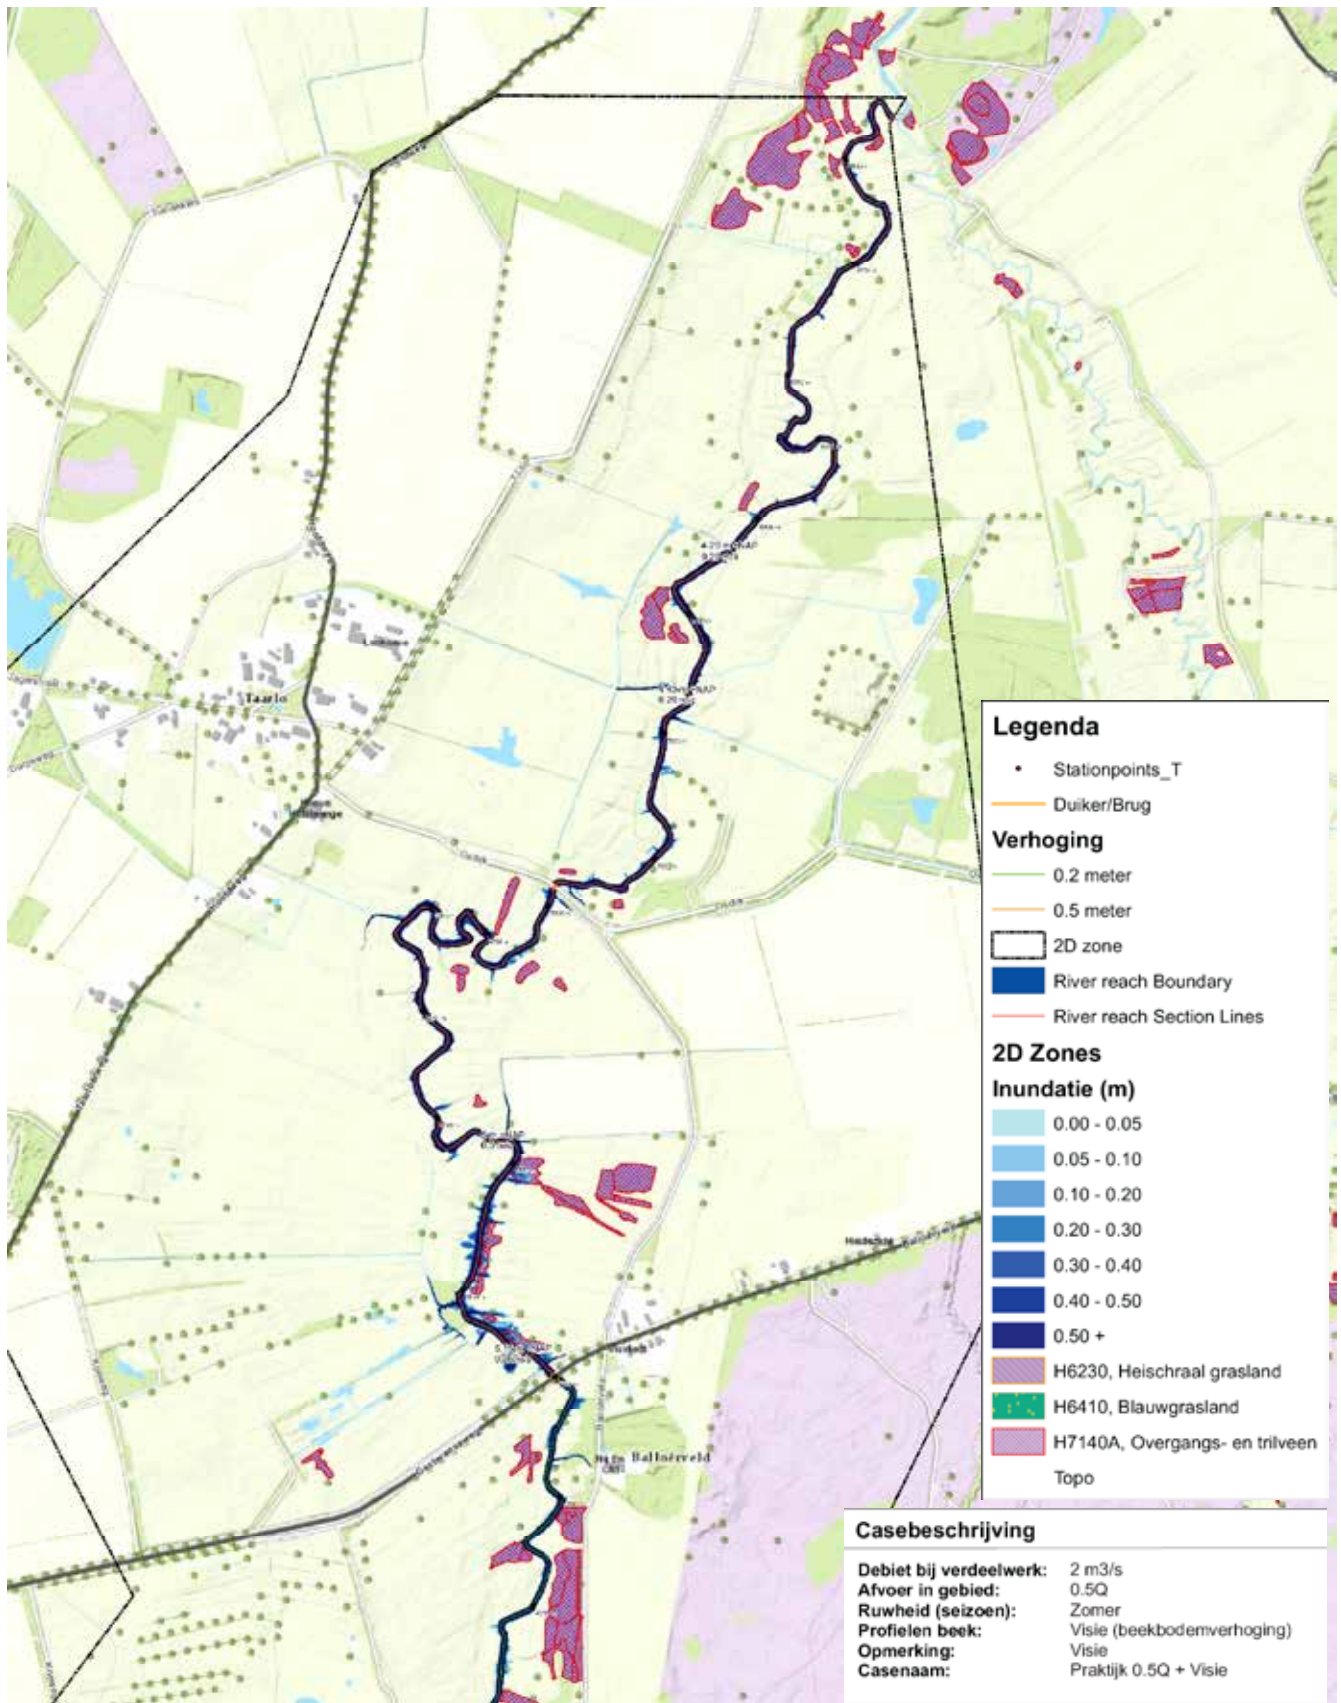 Taarlo
Balloërveld
Legenda
Stationpoints_T
Duiker/Brug
Verhoging
0.2 meter
0.5 meter
2D zone
River reach Boundary
River reach Section Lines
2D Zones
Inundatie (m)
0.00 - 0.05
0.05 - 0.10
0.10 - 0.20
0.20 - 0.30
0.30 - 0.40
0.40 - 0.50
0.50 +
H6230, Heischraal grasland
H6410, Blauwgrasland
H7140A, Overgangs- en trilveen
Topo
Casebeschrijving
Debiet bij verdeelwerk: 2 m3/s
Afvoer in gebied: 0.5Q
Ruwheid (seizoen): Zomer
Profielen beek: Visie (beekbodemverhoging)
Opmerking: Visie
Casenaam: Praktijk 0.5Q + Visie